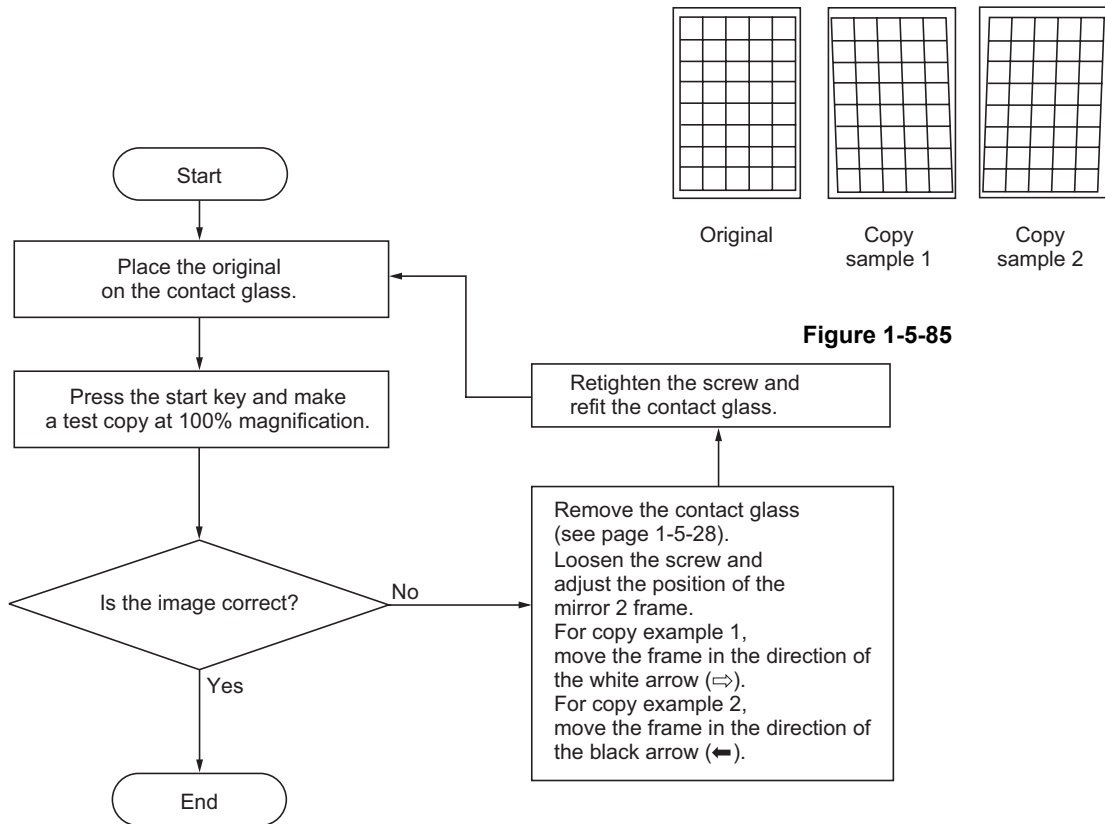 Original
Copy
sample 1
Copy
sample 2
Figure 1-5-85
Start
Place the original
on the contact glass.
Press the start key and make
a test copy at 100% magnification.
Is the image correct?
No
Yes
End
Retighten the screw and
refit the contact glass.
Remove the contact glass
(see page 1-5-28).
Loosen the screw and
adjust the position of the
mirror 2 frame.
For copy example 1,
move the frame in the direction of
the white arrow (⇨).
For copy example 2,
move the frame in the direction of
the black arrow (⬅).